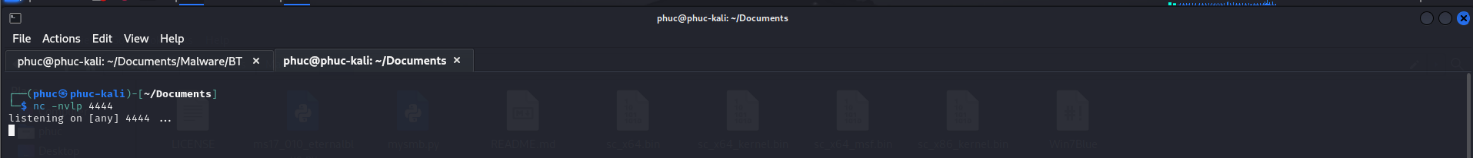 phuc@phuc-kali: ~/Documents
File Actions Edit View Help
phuc@phuc-kali: ~/Documents/Malware/BT × phuc@phuc-kali: ~/Documents ×
┌──(phuc㉿phuc-kali)-[~/Documents]
└─$ nc -nvlp 4444
listening on [any] 4444 ...